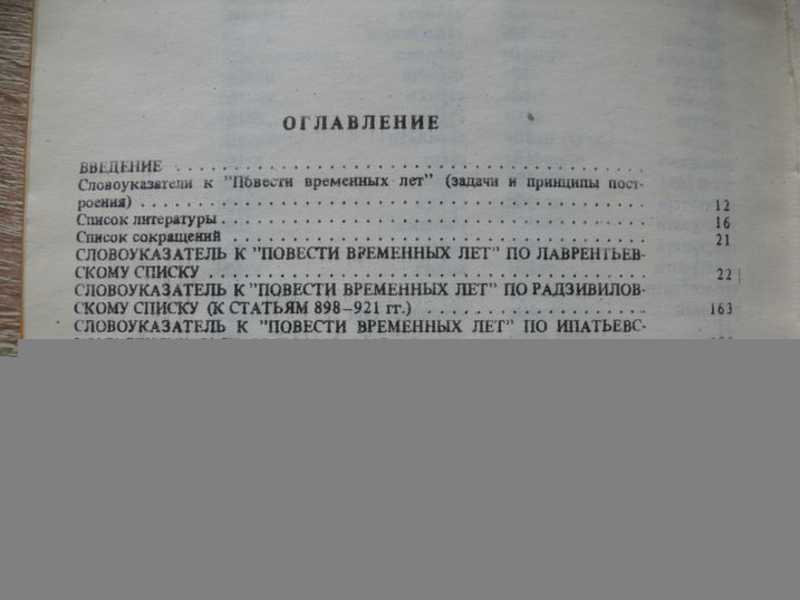 ОГЛАВЛЕНИЕ
ВВЕДЕНИЕ . . . . . . . . . . . . . . . . . . . . . . . . . . . . . . . . . .
Словоуказатели к "Повести временных лет" (задачи и принципы пост-
роения) . . . . . . . . . . . . . . . . . . . . . . . . . . . . . . . . . . . 12
Список литературы . . . . . . . . . . . . . . . . . . . . . . . . . . . . . 16
Список сокращений . . . . . . . . . . . . . . . . . . . . . . . . . . . . 21
СЛОВОУКАЗАТЕЛЬ К "ПОВЕСТИ ВРЕМЕННЫХ ЛЕТ" ПО ЛАВРЕНТЬЕВ-
СКОМУ СПИСКУ . . . . . . . . . . . . . . . . . . . . . . . . . . . . . . 22
СЛОВОУКАЗАТЕЛЬ К "ПОВЕСТИ ВРЕМЕННЫХ ЛЕТ" ПО РАДЗИВИЛОВ-
СКОМУ СПИСКУ (К СТАТЬЯМ 898–921 гг.) . . . . . . . . . . . . . . . 163
СЛОВОУКАЗАТЕЛЬ К "ПОВЕСТИ ВРЕМЕННЫХ ЛЕТ" ПО ИПАТЬЕВС-